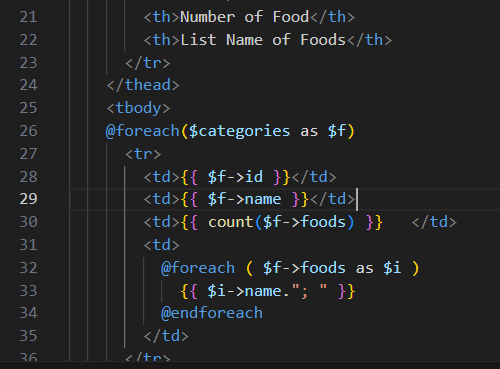 21 <th>Number of Food</th>
22 <th>List Name of Foods</th>
23 </tr>
24 </thead>
25 <tbody>
26 @foreach($categories as $f)
27 <tr>
28 <td>{{ $f->id }}</td>
29 <td>{{ $f->name }}</td>
30 <td>{{ count($f->foods) }}   </td>
31 <td>
32 @foreach ( $f->foods as $i )
33 {{ $i->name."; " }}
34 @endforeach
35 </td>
36 </tr>